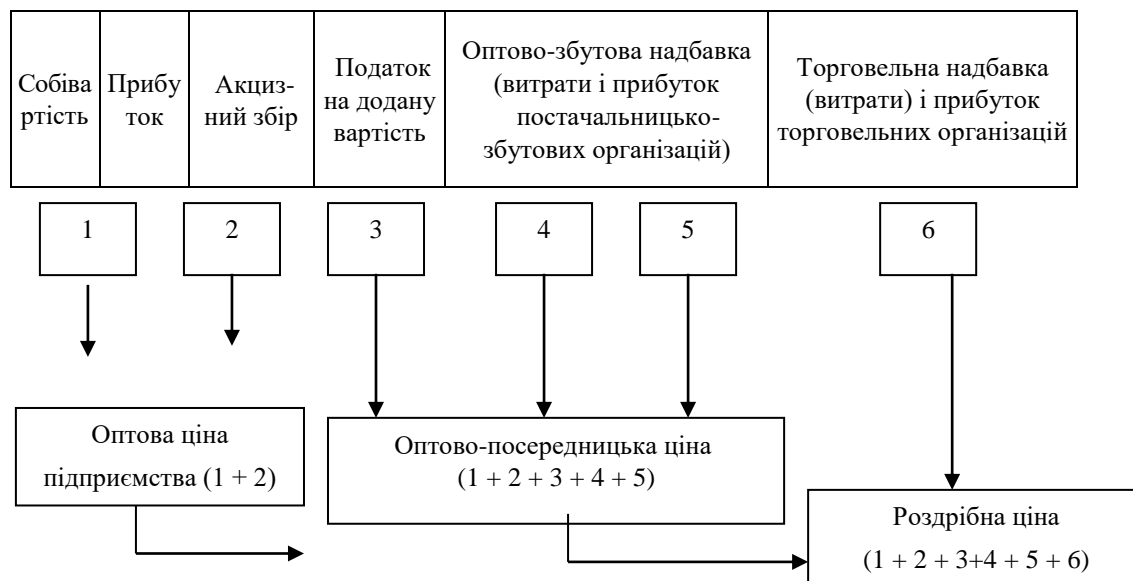 Собіва
ртість
Прибу
ток
Акциз-
ний збір
Податок
на додану
вартість
Оптово-збутова надбавка
(витрати і прибуток
постачальницько-
збутових організацій)
Торговельна надбавка
(витрати) і прибуток
торговельних організацій
1
2
3
4
5
6
Оптова ціна
підприємства (1 + 2)
Оптово-посередницька ціна
(1 + 2 + 3 + 4 + 5)
Роздрібна ціна
(1 + 2 + 3+4 + 5 + 6)